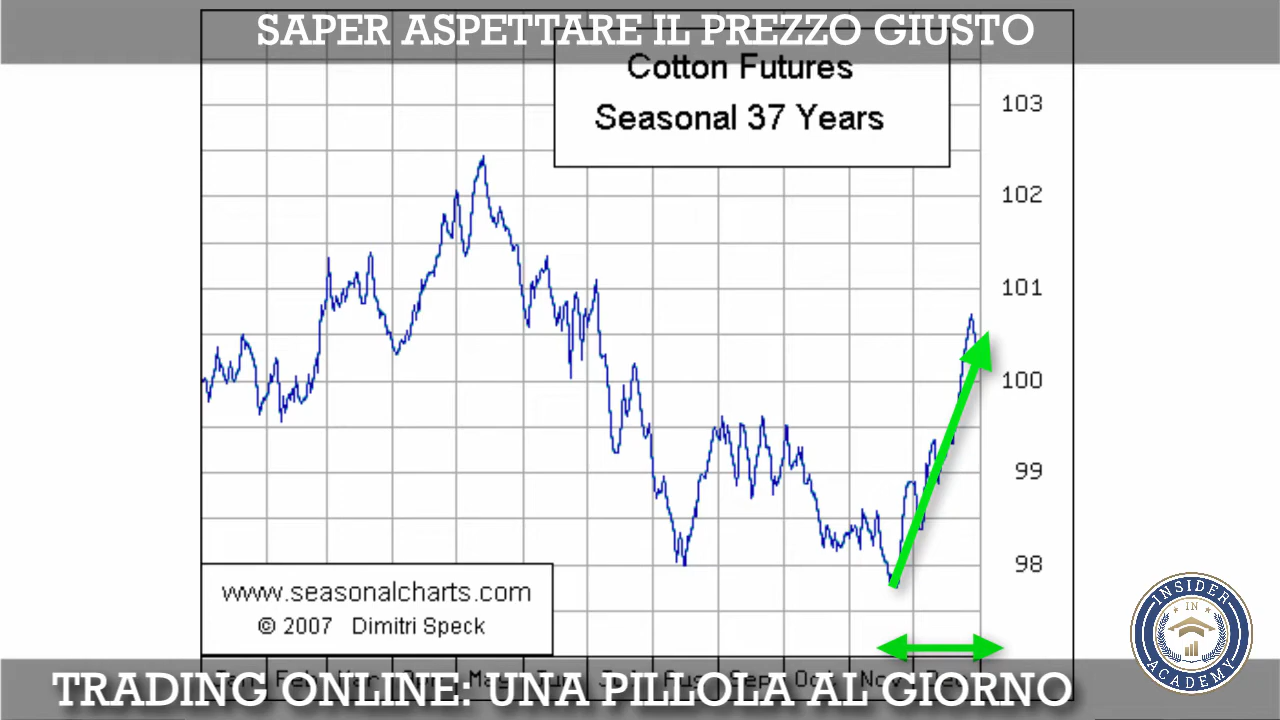 SAPER ASPETTARE IL PREZZO GIUSTO
Cotton Futures
Seasonal 37 Years
103
102
101
100
99
98
www.seasonalcharts.com
© 2007 Dimitri Speck
INSIDER
IN
ACADEMY
TRADING ONLINE: UNA PILLOLA AL GIORNO